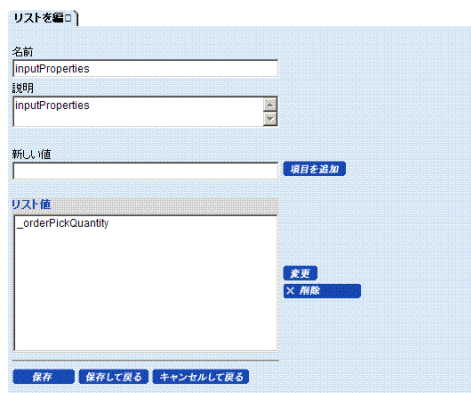 リストを編
名前
inputProperties
説明
inputProperties
新しい値
項目を追加
リスト値
_orderPickQuantity
変更
× 削除
保存 保存して戻る キャンセルして戻る